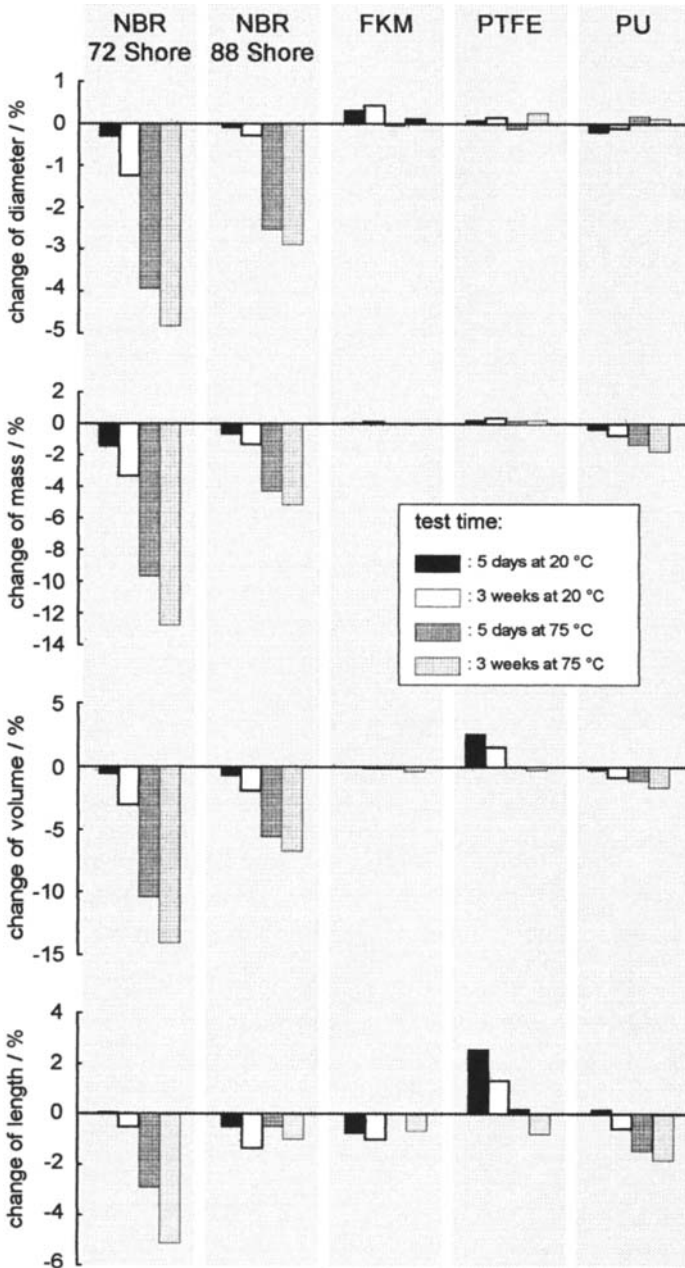 NBR
72 Shore
NBR
88 Shore
FKM
PTFE
PU
change of diameter / %
1
0
-1
-2
-3
-4
-5
change of mass / %
2
0
-2
-4
-6
-8
-10
-12
-14
test time:
: 5 days at 20 °C
: 3 weeks at 20 °C
: 5 days at 75 °C
: 3 weeks at 75 °C
change of volume / %
5
0
-5
-10
-15
change of length / %
4
2
0
-2
-4
-6